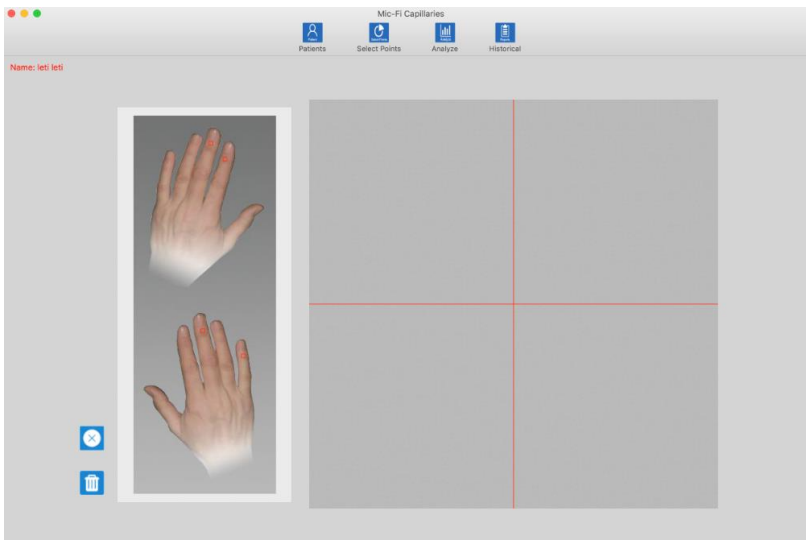 Mic-Fi Capillaries
Patients Select Points Analyze Historical
Name: leti leti